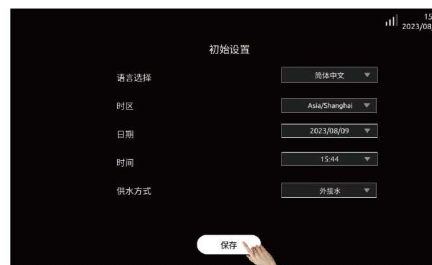 15
2023/08/
初始设置
语言选择 简体中文
时区 Asia/Shanghai
日期 2023/08/09
时间 15:44
供水方式 外接水
保存